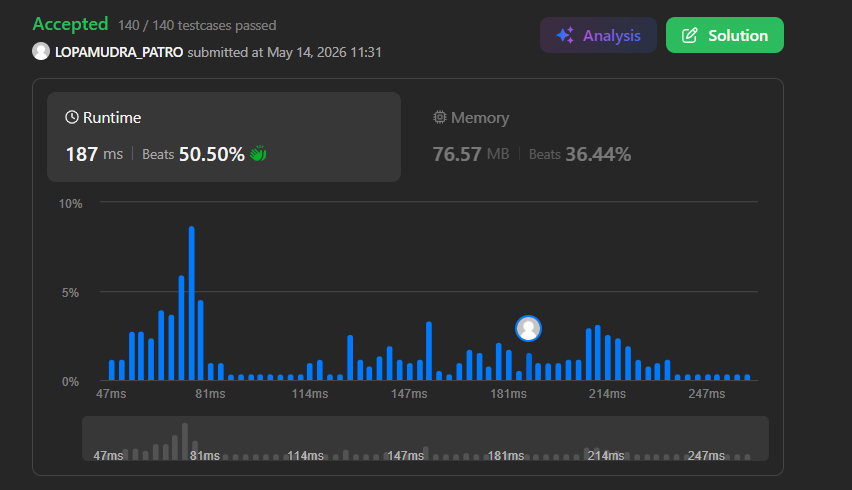 Accepted 140 / 140 testcases passed
LOPAMUDRA_PATRO submitted at May 14, 2026 11:31
Analysis
Solution
Runtime
187 ms Beats 50.50%
Memory
76.57 MB Beats 36.44%
10%
5%
0%
47ms 81ms 114ms 147ms 181ms 214ms 247ms
47ms 81ms 114ms 147ms 181ms 214ms 247ms